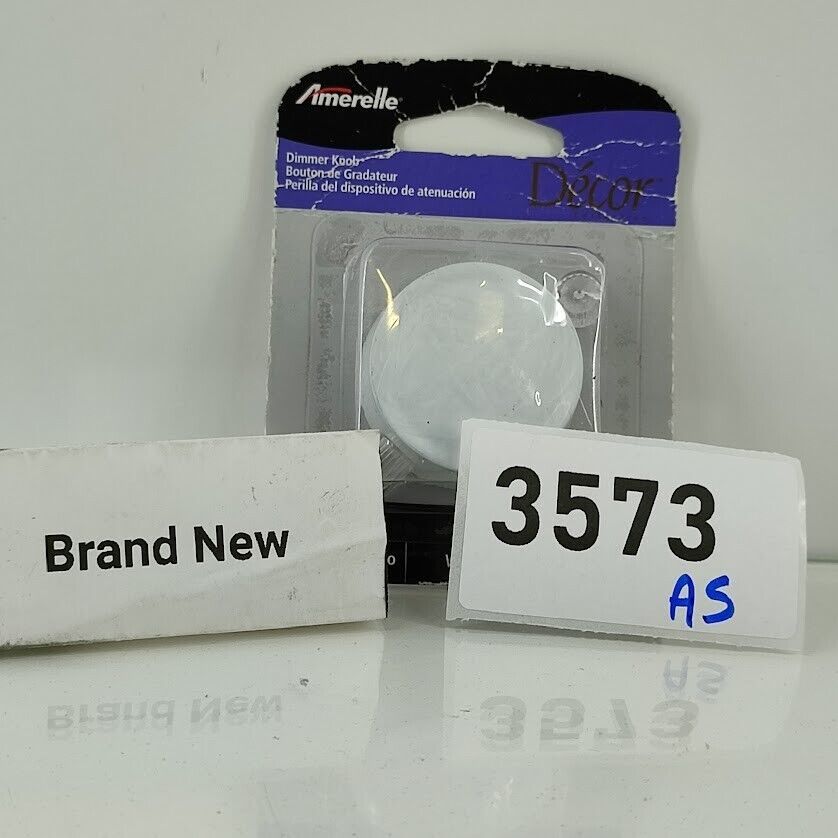 Amerelle
Dimmer Knob
Bouton de Gradateur
Perilla del dispositivo de atenuación
Décor
Brand New
3573
AS